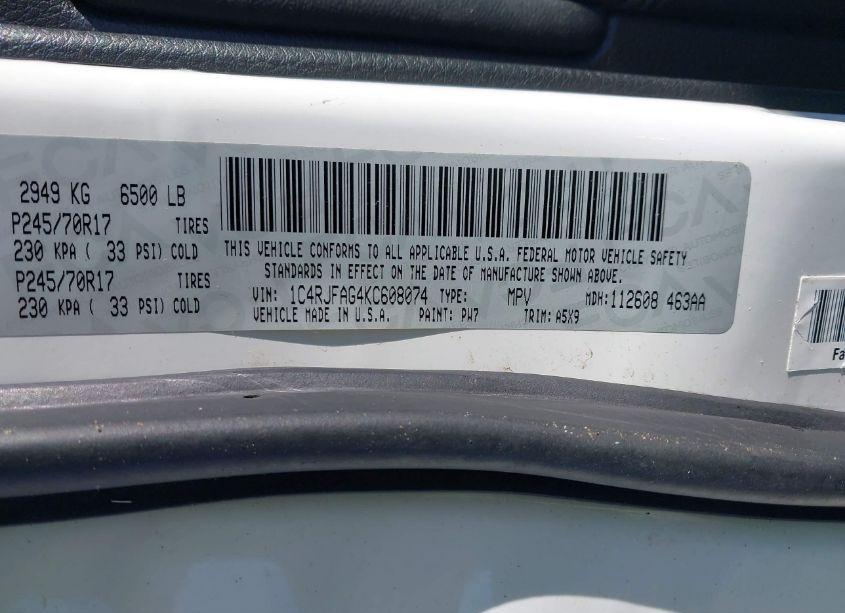 2949 KG 6500 LB
P245/70R17 TIRES
230 KPA ( 33 PSI) COLD
P245/70R17 TIRES
230 KPA ( 33 PSI) COLD
THIS VEHICLE CONFORMS TO ALL APPLICABLE U.S.A. FEDERAL MOTOR VEHICLE SAFETY
STANDARDS IN EFFECT ON THE DATE OF MANUFACTURE SHOWN ABOVE.
VIN: 1C4RJFAG4KC608074 TYPE: MPV MDH: 112608 463AA
VEHICLE MADE IN U.S.A. PAINT: PW7 TRIM: A5X9
Fa